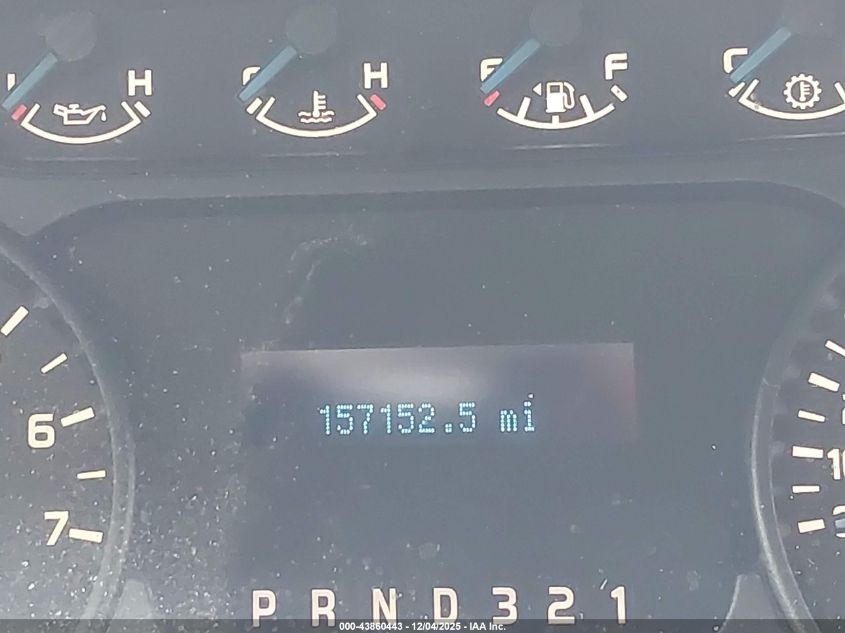 H H E F C
6
7
157152.5 mi
P R N D 3 2 1
000-43860443 - 12/04/2025 - IAA Inc.